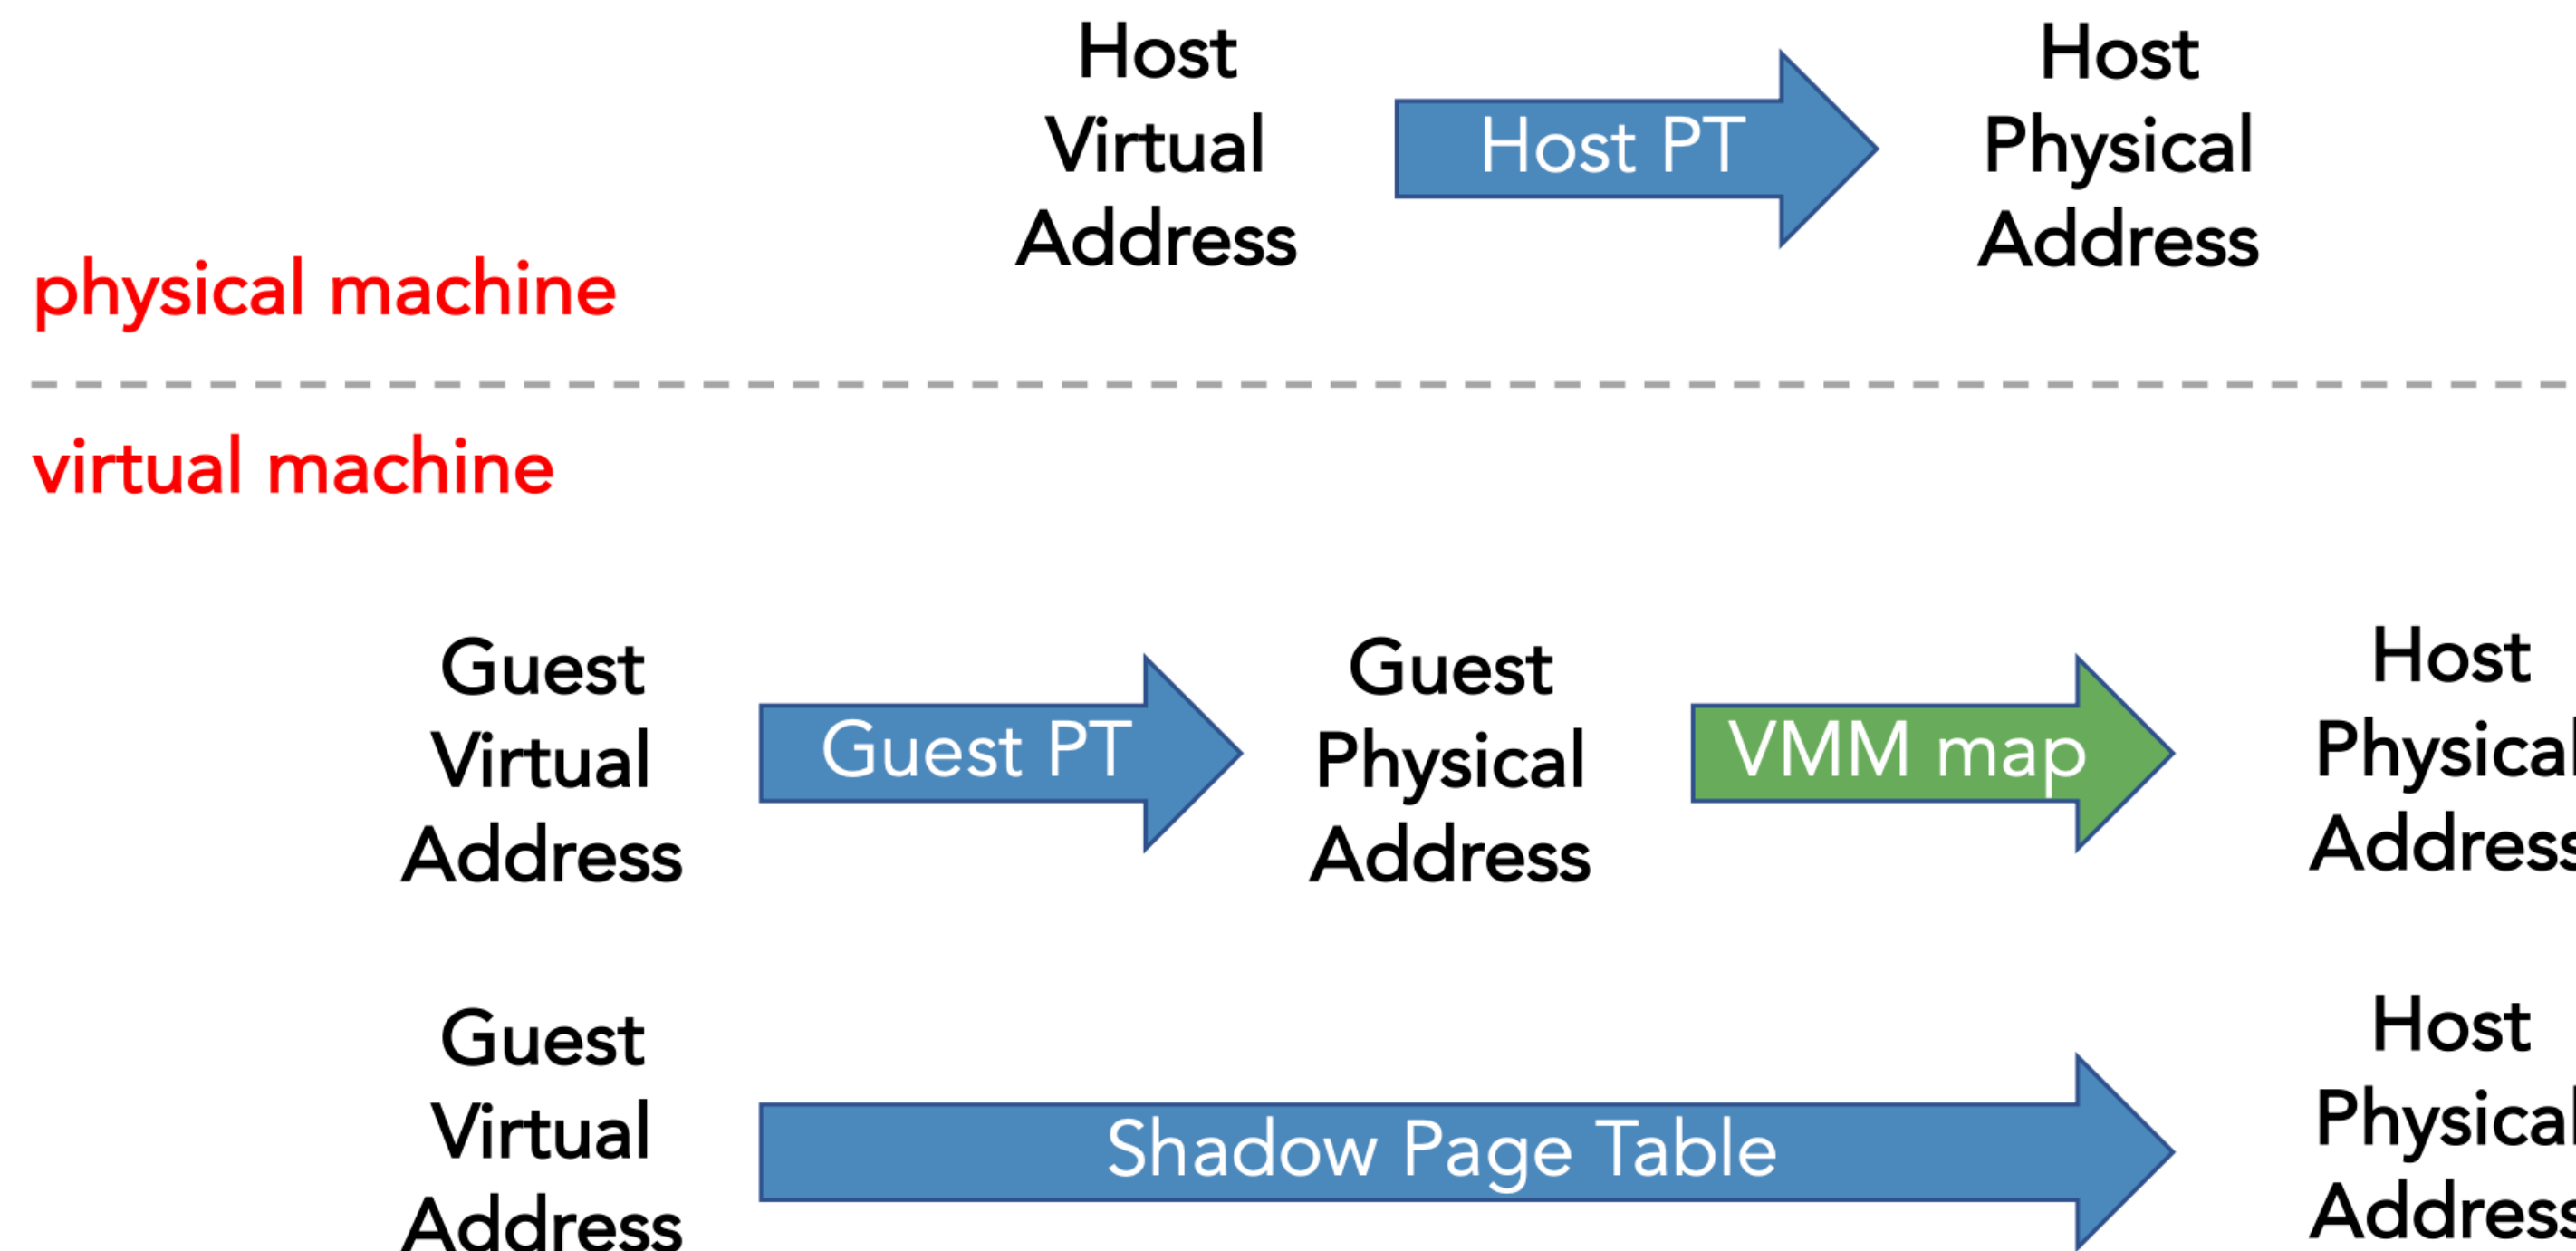 Host
Virtual
Address
Host PT
Host
Physical
Address
physical machine
virtual machine
Guest
Virtual
Address
Guest PT
Guest
Physical
Address
VMM map
Host
Physical
Address
Guest
Virtual
Address
Shadow Page Table
Host
Physical
Address